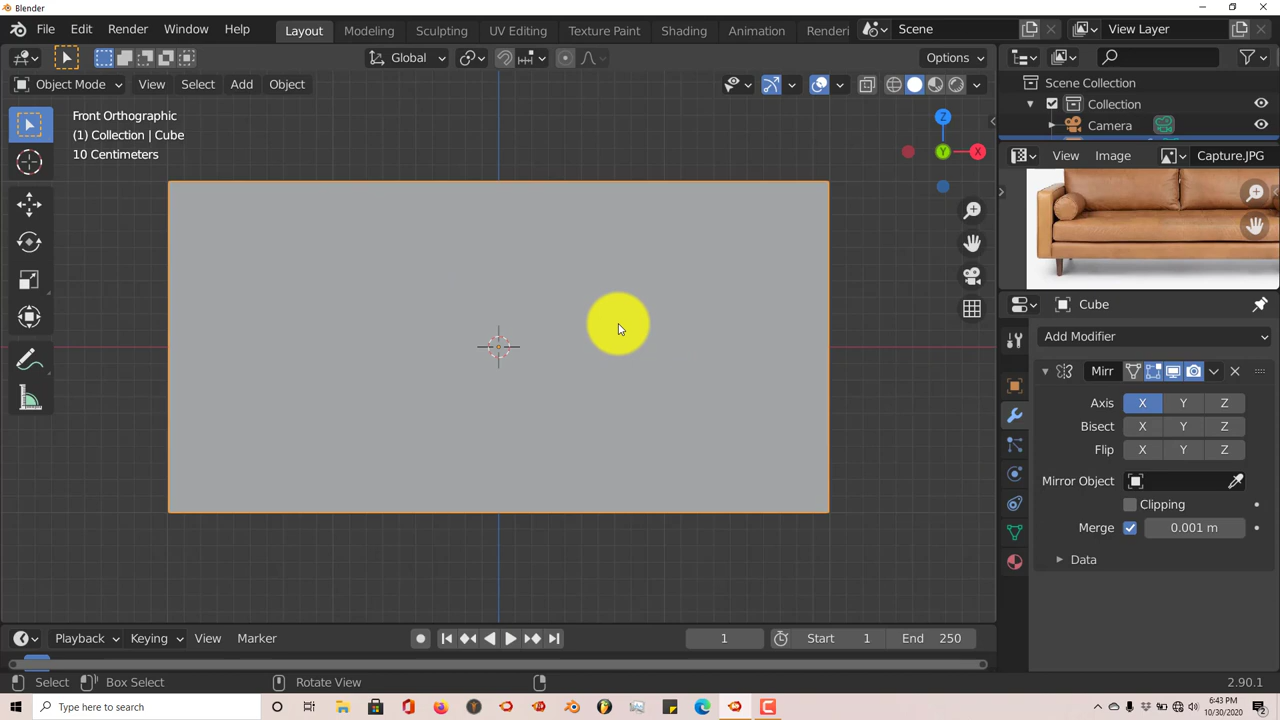 Blender
File Edit Render Window Help Layout Modeling Sculpting UV Editing Texture Paint Shading Animation Renderi Scene View Layer
Global Options
Object Mode View Select Add Object
Front Orthographic
(1) Collection | Cube
10 Centimeters
Z
Y
X
Scene Collection
Collection
Camera
View Image Capture.JPG
Cube
Add Modifier
Mirr
Axis X Y Z
Bisect X Y Z
Flip X Y Z
Mirror Object
Clipping
Merge 0.001 m
Data
Playback Keying View Marker 1 Start 1 End 250
Select Box Select Rotate View 2.90.1
Type here to search
6:43 PM
10/30/2020
2